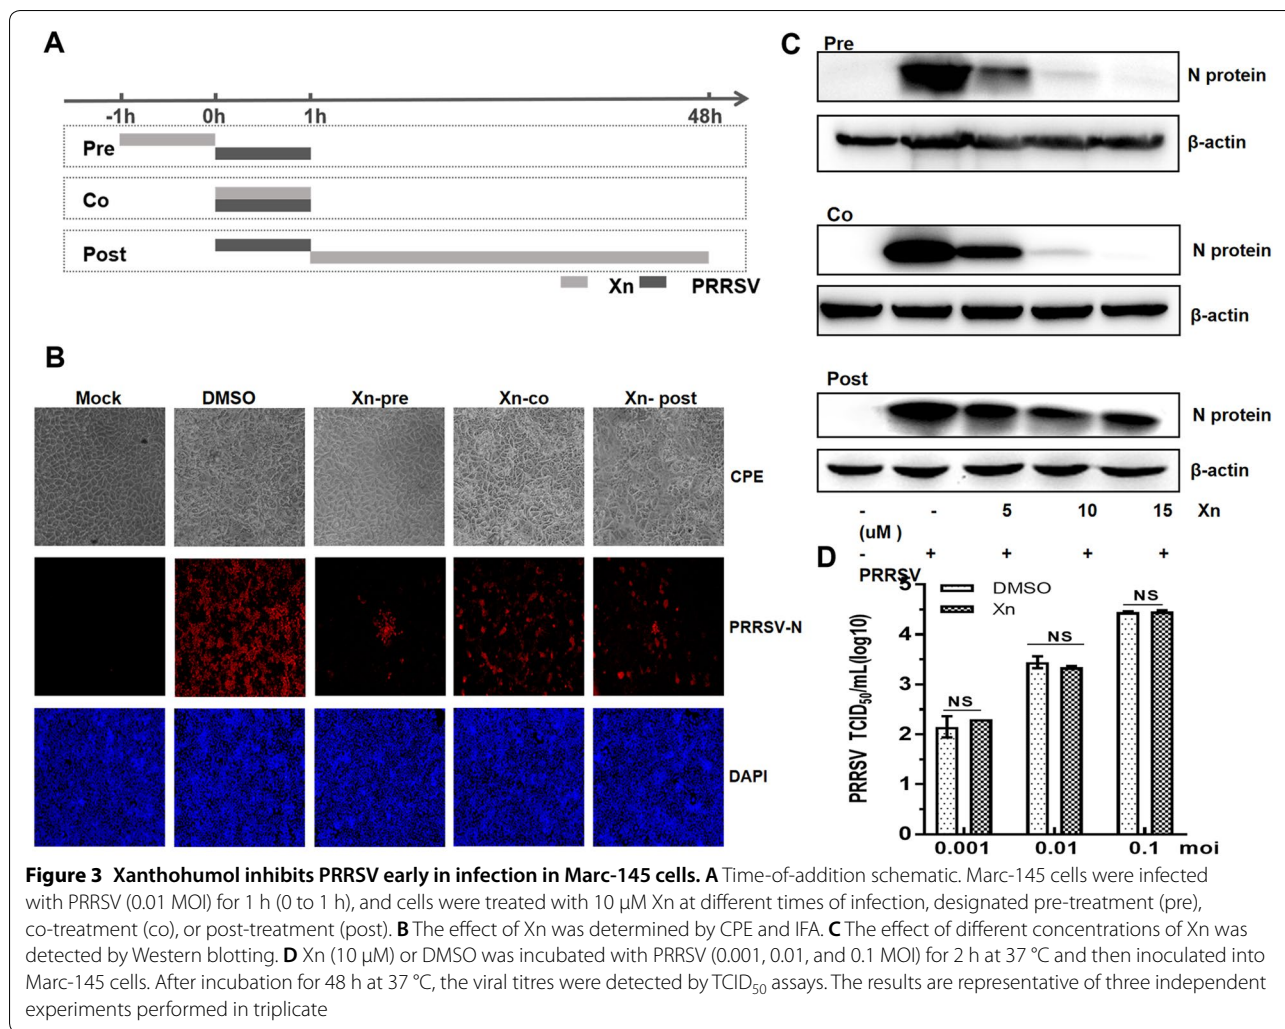 A
-1h 0h 1h 48h
Pre
Co
Post
Xn PRRSV
B
Mock DMSO Xn-pre Xn-co Xn- post
CPE
PRRSV-N
DAPI
C
Pre
N protein
β-actin
Co
N protein
β-actin
Post
N protein
β-actin
- - 5 10 15 Xn
(uM )
- + + + +
PRRSV
D
DMSO
Xn
PRRSV TCID50/mL(log10)
5
4
3
2
1
0
NS
NS
NS
0.001 0.01 0.1 moi
Figure 3 Xanthohumol inhibits PRRSV early in infection in Marc-145 cells. A Time-of-addition schematic. Marc-145 cells were infected
with PRRSV (0.01 MOI) for 1 h (0 to 1 h), and cells were treated with 10 µM Xn at different times of infection, designated pre-treatment (pre),
co-treatment (co), or post-treatment (post). B The effect of Xn was determined by CPE and IFA. C The effect of different concentrations of Xn was
detected by Western blotting. D Xn (10 µM) or DMSO was incubated with PRRSV (0.001, 0.01, and 0.1 MOI) for 2 h at 37 °C and then inoculated into
Marc-145 cells. After incubation for 48 h at 37 °C, the viral titres were detected by TCID50 assays. The results are representative of three independent
experiments performed in triplicate